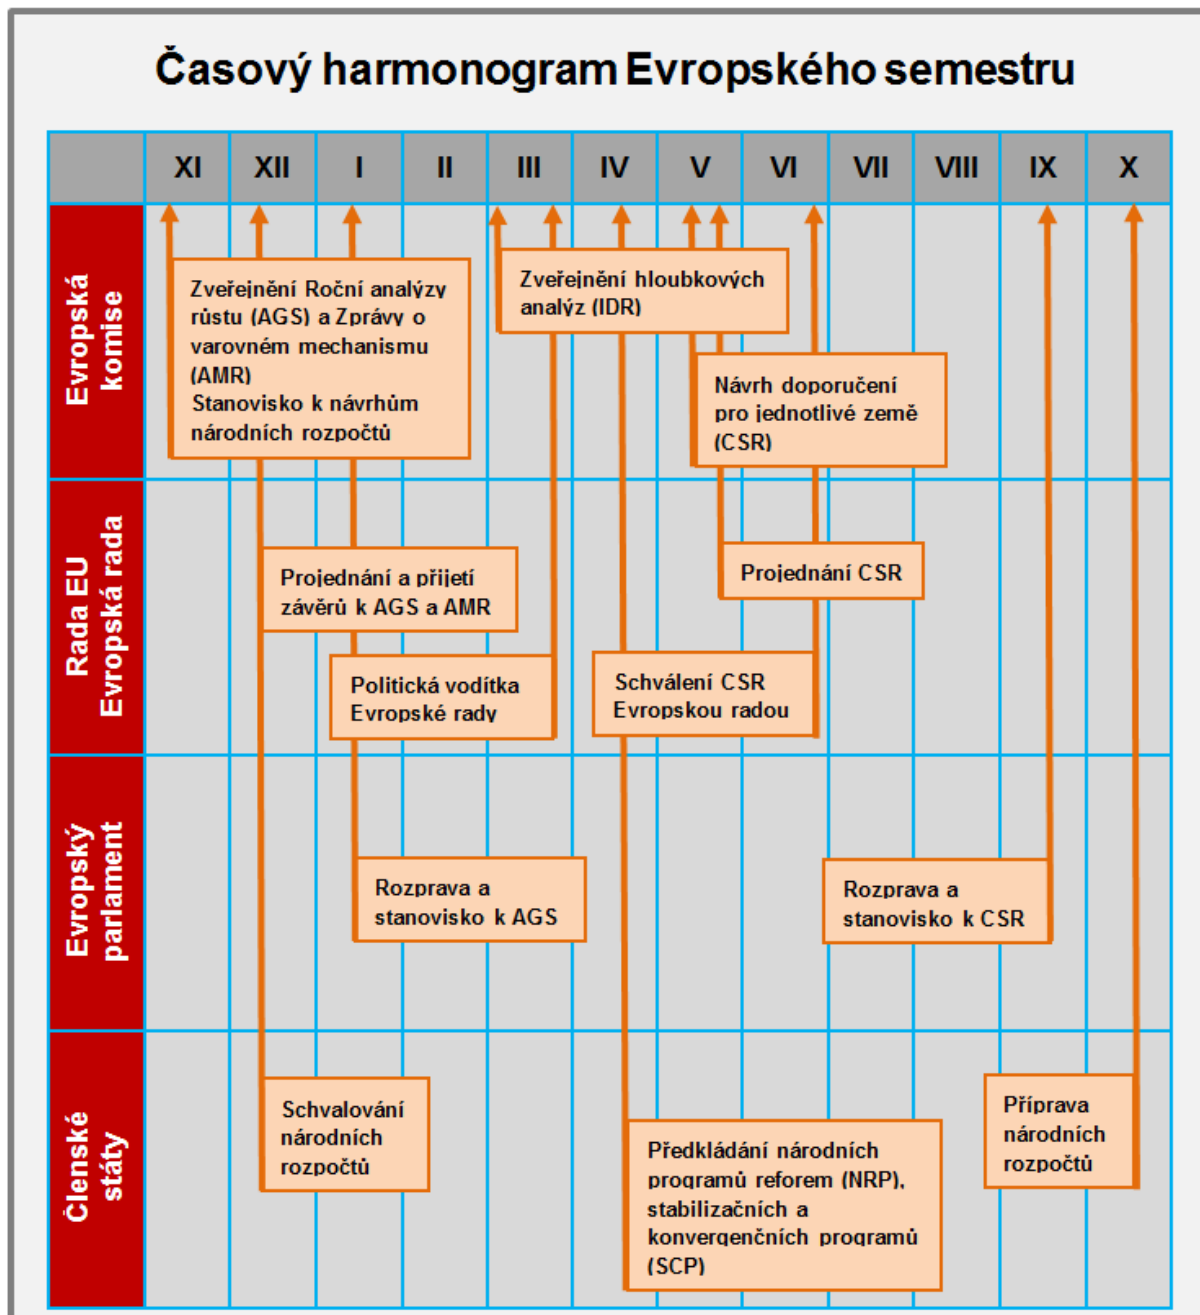 Časový harmonogram Evropského semestru
XI XII I II III IV V VI VII VIII IX X
Evropská
komise
Zveřejnění Roční analýzy
růstu (AGS) a Zprávy o
varovném mechanismu
(AMR)
Stanovisko k návrhům
národních rozpočtů
Zveřejnění hloubkových
analýz (IDR)
Návrh doporučení
pro jednotlivé země
(CSR)
Rada EU
Evropská rada
Projednání a přijetí
závěrů k AGS a AMR
Projednání CSR
Politická vodítka
Evropské rady
Schválení CSR
Evropskou radou
Evropský
parlament
Rozprava a
stanovisko k AGS
Rozprava a
stanovisko k CSR
Členské
státy
Schvalování
národních
rozpočtů
Předkládání národních
programů reforem (NRP),
stabilizačních a
konvergenčních programů
(SCP)
Příprava
národních
rozpočtů